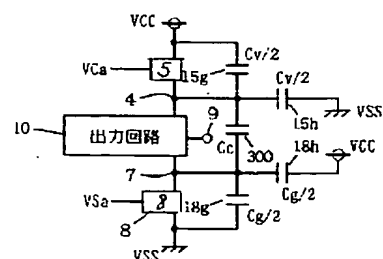 VCC
VCa
5
15g
Cv/2
Cv/2
4
15h
VSS
10
出力回路
9
Cc
300
18h
VCC
7
Cg/2
VSa
8
18g
Cg/2
8
VSS